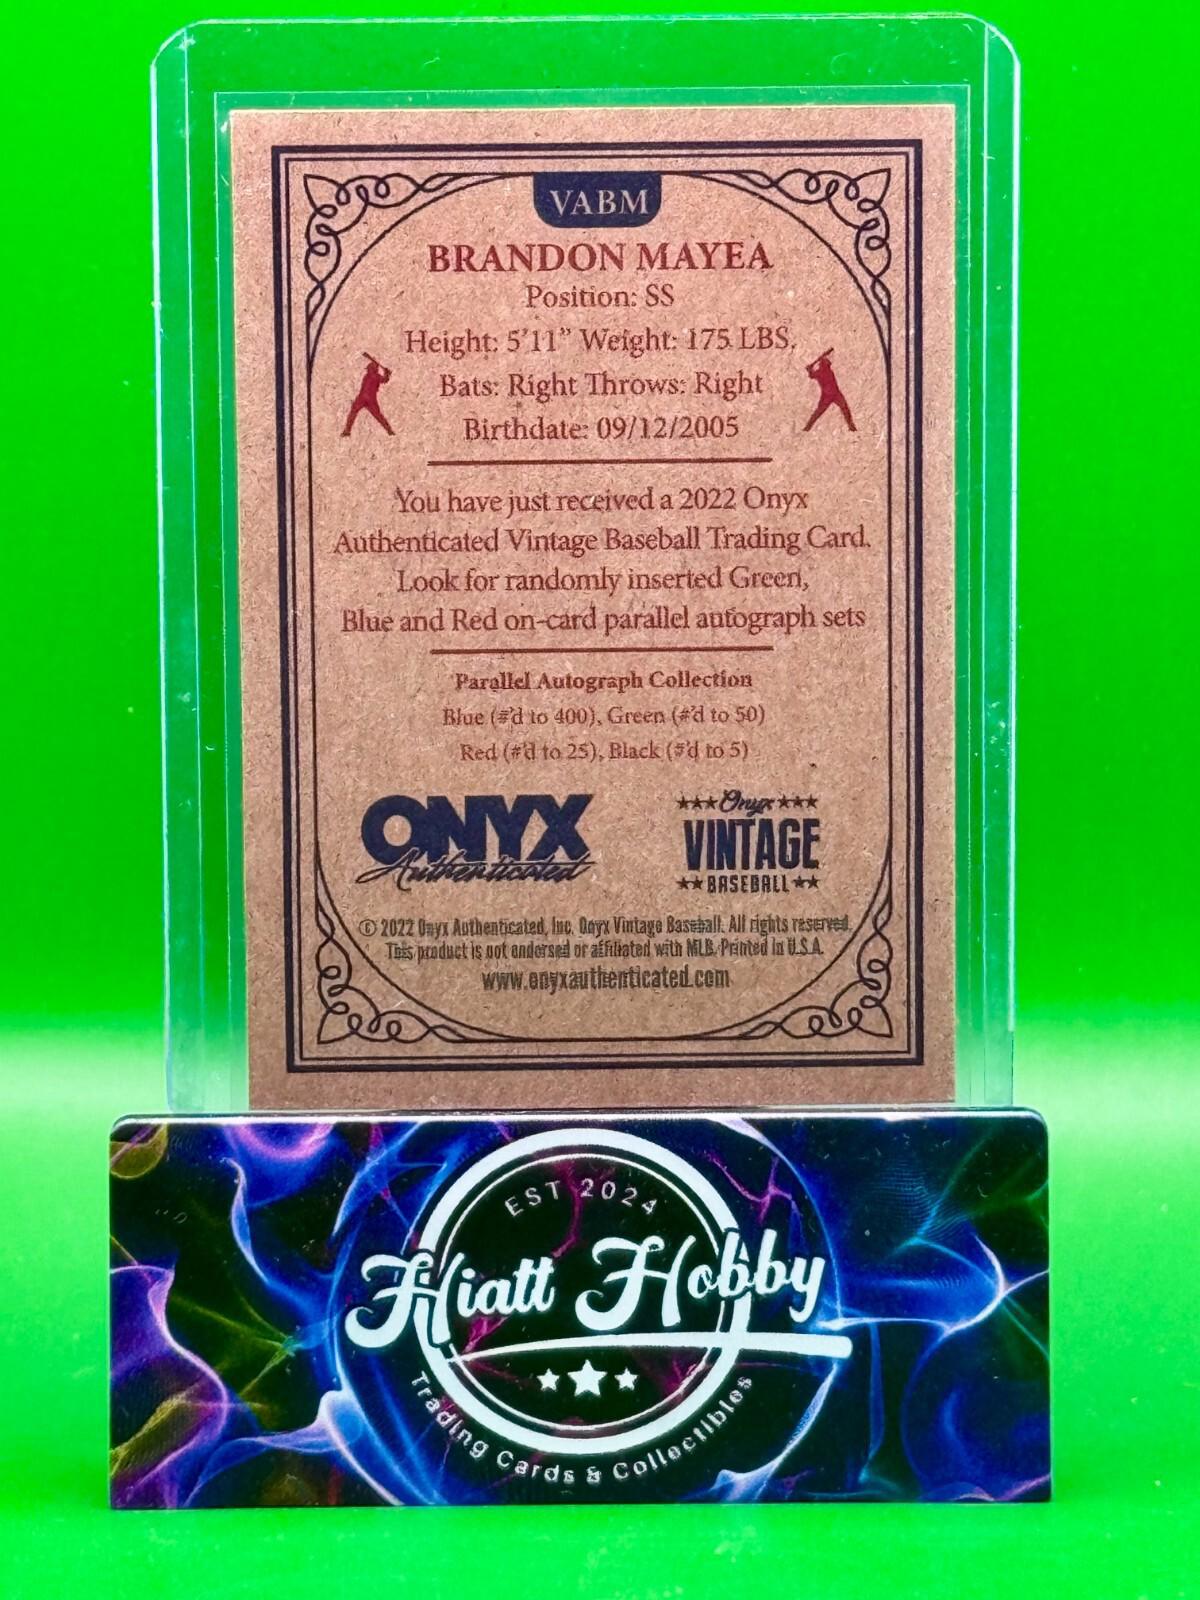 VABM
BRANDON MAYEA
Position: SS
Height: 5'11” Weight: 175 LBS.
Bats: Right Throws: Right
Birthdate: 09/12/2005
You have just received a 2022 Onyx
Authenticated Vintage Baseball Trading Card.
Look for randomly inserted Green,
Blue and Red on-card parallel autograph sets
Parallel Autograph Collection
Blue (#'d to 400), Green (#'d to 50)
Red (#'d to 25), Black (#'d to 5)
ONYX
Authenticated
Onyx
VINTAGE
BASEBALL
© 2022 Onyx Authenticated, Inc. Onyx Vintage Baseball. All rights reserved.
This product is not endorsed or affiliated with MLB. Printed in U.S.A.
www.onyxauthenticated.com
EST 2024
Hiatt Hobby
Trading Cards & Collectibles